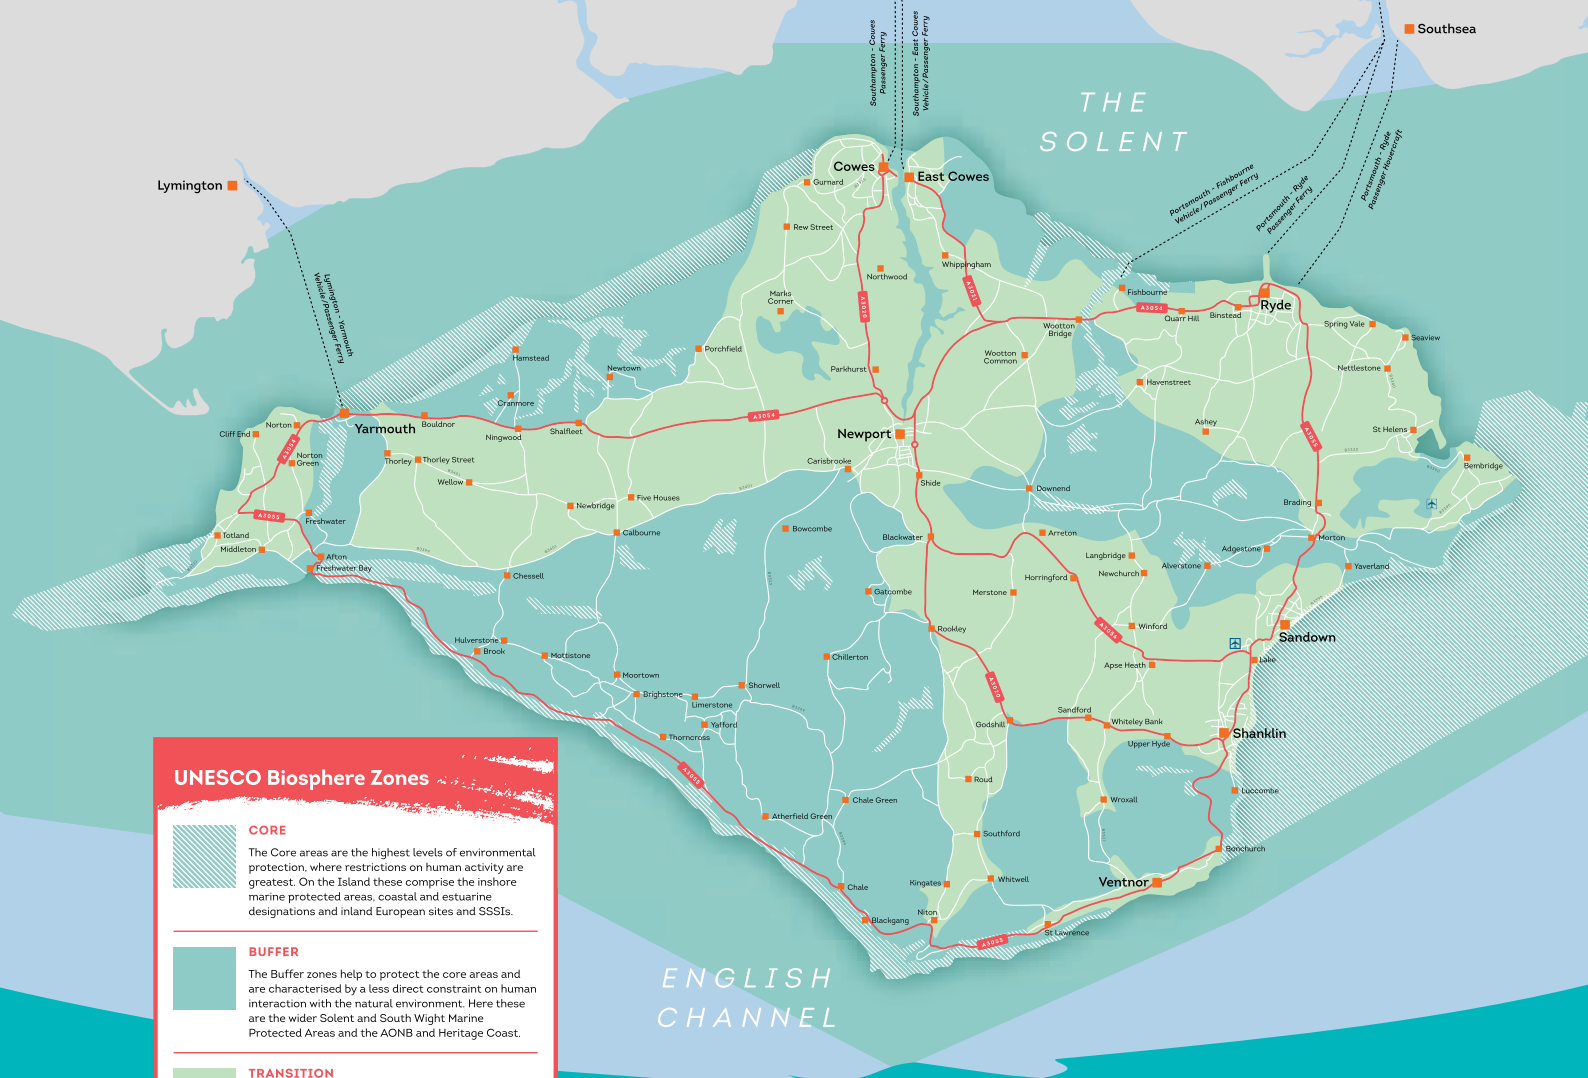 Southsea
Southampton - Cowes
Passenger Ferry
Southampton - East Cowes
Vehicle/Passenger Ferry
THE
SOLENT
Portsmouth - Fishbourne
Vehicle/Passenger Ferry
Portsmouth - Ryde
Passenger Ferry
Portsmouth - Ryde
Passenger Hovercraft
Lymington
Lymington - Yarmouth
Vehicle/Passenger Ferry
Cowes
East Cowes
Gurnard
Rew Street
Northwood
Whippingham
Marks
Corner
A3020
A3021
Fishbourne
A3054
Quarr Hill
Binstead
Ryde
Wootton
Bridge
Spring Vale
Seaview
Hamstead
Porchfield
Newtown
Parkhurst
Wootton
Common
Havenstreet
Nettlestone
Cranmore
A3054
Norton
Cliff End
Yarmouth
Bouldnor
Ningwood
Shalfleet
Newport
Ashey
A3055
St Helens
A3054
Norton
Green
Thorley
Thorley Street
Wellow
Carisbrooke
Shide
Downend
Bembridge
Newbridge
Five Houses
Brading
A3055
Freshwater
Totland
Middleton
Afton
Freshwater Bay
Calbourne
Bowcombe
Blackwater
Arreton
Morton
Adgestone
Langbridge
Newchurch
Alverstone
Yaverland
Chessell
Gatcombe
Merstone
Horringford
Hulverstone
Brook
Mottistone
Rookley
Winford
A3056
Sandown
Chillerton
Apse Heath
Lake
Moortown
Brighstone
Limerstone
Shorwell
A3020
Yafford
Thorncross
Godshill
Sandford
Whiteley Bank
Upper Hyde
Shanklin
A3055
Roud
Wroxall
Luccombe
Chale Green
Atherfield Green
Southford
Bonchurch
Chale
Kingates
Whitwell
Ventnor
Blackgang
Niton
A3055
St Lawrence
ENGLISH
CHANNEL
UNESCO Biosphere Zones
CORE
The Core areas are the highest levels of environmental
protection, where restrictions on human activity are
greatest. On the Island these comprise the inshore
marine protected areas, coastal and estuarine
designations and inland European sites and SSSIs.
BUFFER
The Buffer zones help to protect the core areas and
are characterised by a less direct constraint on human
interaction with the natural environment. Here these
are the wider Solent and South Wight Marine
Protected Areas and the AONB and Heritage Coast.
TRANSITION